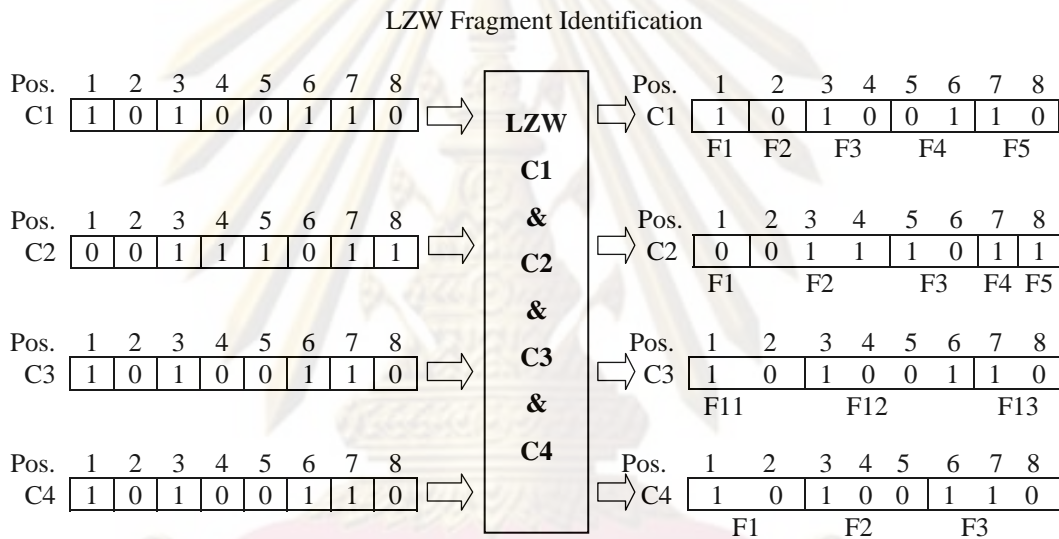 LZW Fragment Identification
Pos. 1 2 3 4 5 6 7 8
C1 1 0 1 0 0 1 1 0
Pos. 1 2 3 4 5 6 7 8
C1 1 0 1 0 0 1 1 0
F1 F2 F3 F4 F5
Pos. 1 2 3 4 5 6 7 8
C2 0 0 1 1 1 0 1 1
Pos. 1 2 3 4 5 6 7 8
C2 0 0 1 1 1 0 1 1
F1 F2 F3 F4 F5
Pos. 1 2 3 4 5 6 7 8
C3 1 0 1 0 0 1 1 0
Pos. 1 2 3 4 5 6 7 8
C3 1 0 1 0 0 1 1 0
F11 F12 F13
Pos. 1 2 3 4 5 6 7 8
C4 1 0 1 0 0 1 1 0
Pos. 1 2 3 4 5 6 7 8
C4 1 0 1 0 0 1 1 0
F1 F2 F3
LZW
C1
&
C2
&
C3
&
C4